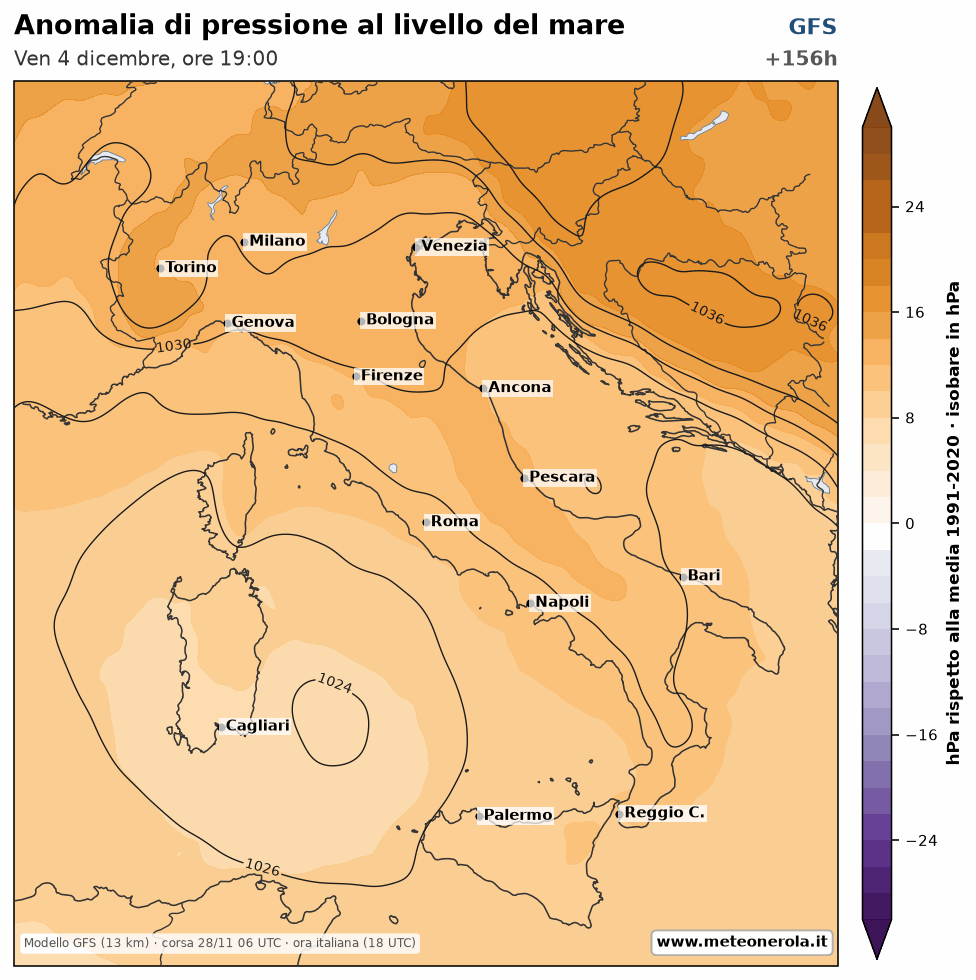 Anomalia di pressione al livello del mare
GFS
Ven 4 dicembre, ore 19:00
+156h
Milano
Venezia
Torino
1036
1036
Genova
Bologna
1030
Firenze
Ancona
Pescara
Roma
Bari
Napoli
1024
Cagliari
Palermo
Reggio C.
1026
Modello GFS (13 km) · corsa 28/11 06 UTC · ora italiana (18 UTC)
www.meteonerola.it
24
16
8
0
−8
−16
−24
hPa rispetto alla media 1991-2020 · isobare in hPa